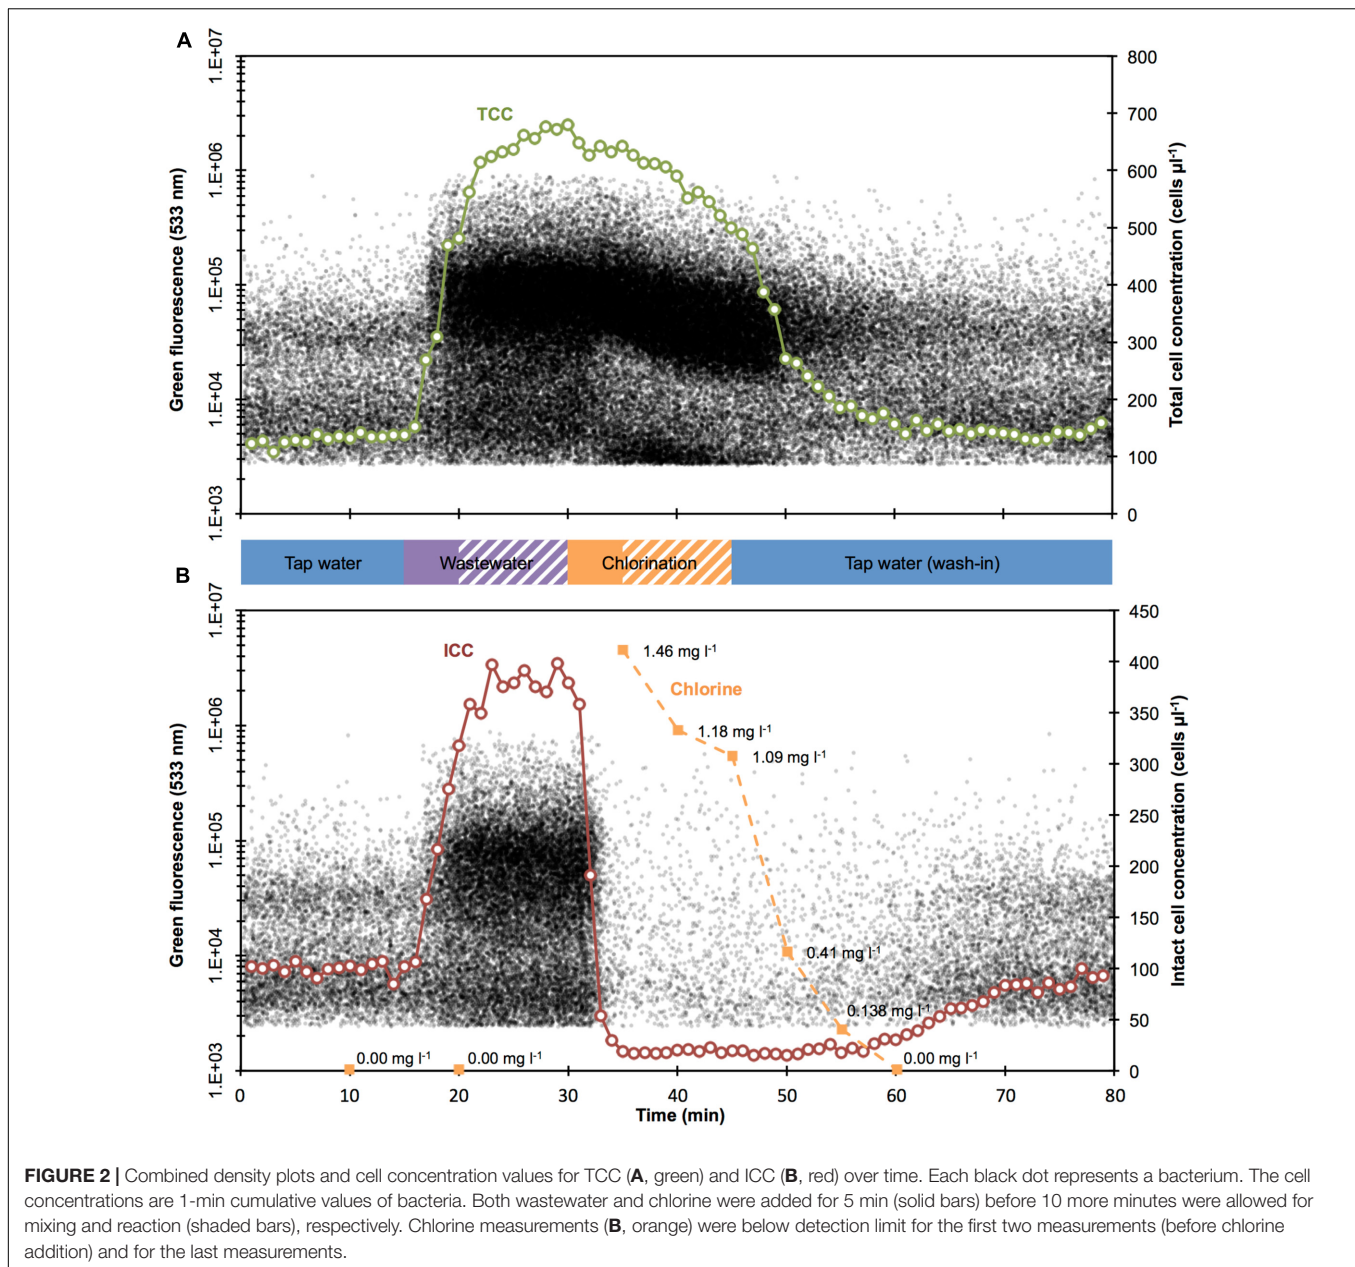 A
1.E+07
1.E+06
1.E+05
1.E+04
1.E+03
Green fluorescence (533 nm)
TCC
800
700
600
500
400
300
200
100
0
Total cell concentration (cells µl-1)
Tap water
Wastewater
Chlorination
Tap water (wash-in)
B
1.E+07
1.E+06
1.E+05
1.E+04
1.E+03
Green fluorescence (533 nm)
ICC
1.46 mg l-1
Chlorine
1.18 mg l-1
1.09 mg l-1
0.41 mg l-1
0.138 mg l-1
0.00 mg l-1
0.00 mg l-1
0.00 mg l-1
450
400
350
300
250
200
150
100
50
0
Intact cell concentration (cells µl-1)
0 10 20 30 40 50 60 70 80
Time (min)
FIGURE 2 | Combined density plots and cell concentration values for TCC (A, green) and ICC (B, red) over time. Each black dot represents a bacterium. The cell
concentrations are 1-min cumulative values of bacteria. Both wastewater and chlorine were added for 5 min (solid bars) before 10 more minutes were allowed for
mixing and reaction (shaded bars), respectively. Chlorine measurements (B, orange) were below detection limit for the first two measurements (before chlorine
addition) and for the last measurements.